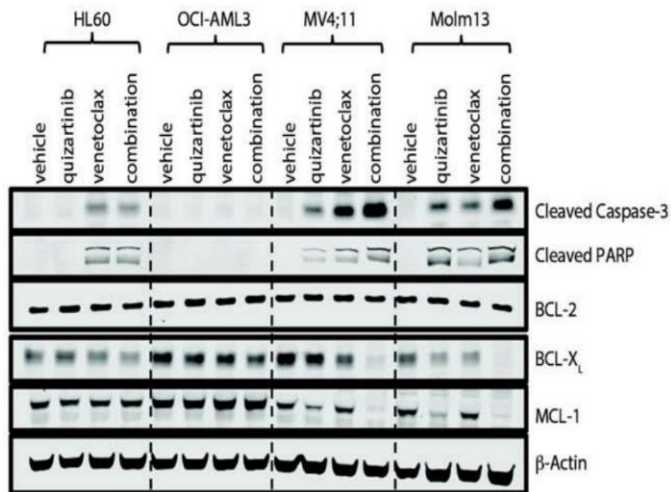 HL60 OCI-AML3 MV4;11 Molm13
vehicle quizartinib venetoclax combination vehicle quizartinib venetoclax combination vehicle quizartinib venetoclax combination vehicle quizartinib venetoclax combination
Cleaved Caspase-3
Cleaved PARP
BCL-2
BCL-XL
MCL-1
β-Actin